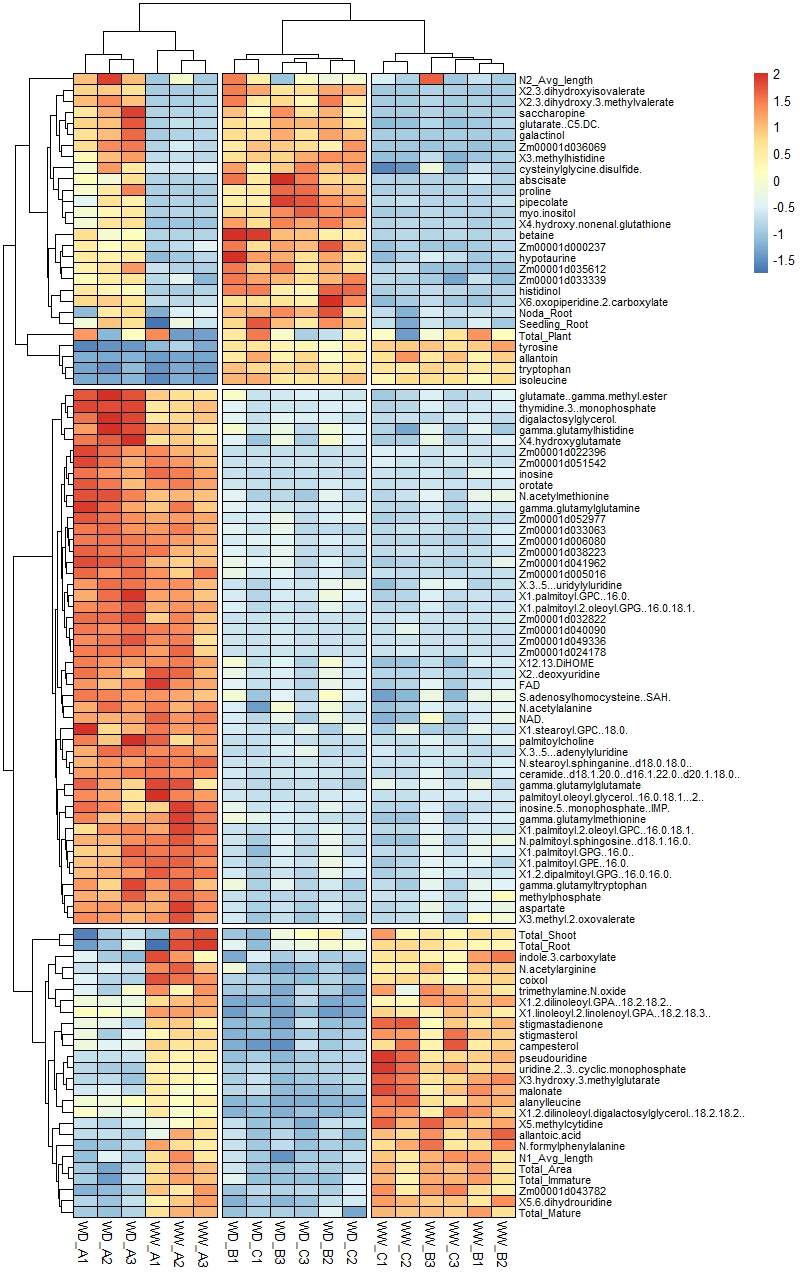 N2_Avg_length
X2.3.dihydroxyisovalerate
X2.3.dihydroxy.3.methylvalerate
saccharopine
glutarate..C5.DC.
galactinol
Zm00001d036069
X3.methylhistidine
cysteinylglycine.disulfide.
abscisate
proline
pipecolate
myo.inositol
X4.hydroxy.nonenal.glutathione
betaine
Zm00001d000237
hypotaurine
Zm00001d035612
Zm00001d033339
histidinol
X6.oxopiperidine.2.carboxylate
Noda_Root
Seedling_Root
Total_Plant
tyrosine
allantoin
tryptophan
isoleucine
glutamate..gamma.methyl.ester
thymidine.3..monophosphate
digalactosylglycerol.
gamma.glutamylhistidine
X4.hydroxyglutamate
Zm00001d022396
Zm00001d051542
inosine
orotate
N.acetylmethionine
gamma.glutamylglutamine
Zm00001d052977
Zm00001d033063
Zm00001d006080
Zm00001d038223
Zm00001d041962
Zm00001d005016
X.3..5...uridylyluridine
X1.palmitoyl.GPC..16.0.
X1.palmitoyl.2.oleoyl.GPG..16.0.18.1.
Zm00001d032822
Zm00001d040090
Zm00001d049336
Zm00001d024178
X12.13.DiHOME
X2..deoxyuridine
FAD
S.adenosylhomocysteine..SAH.
N.acetylalanine
NAD.
X1.stearoyl.GPC..18.0.
palmitoylcholine
X.3..5...adenylyluridine
N.stearoyl.sphinganine..d18.0.18.0..
ceramide..d18.1.20.0..d16.1.22.0..d20.1.18.0..
gamma.glutamylglutamate
palmitoyl.oleoyl.glycerol..16.0.18.1...2..
inosine.5..monophosphate..IMP.
gamma.glutamylmethionine
X1.palmitoyl.2.oleoyl.GPC..16.0.18.1.
N.palmitoyl.sphingosine..d18.1.16.0.
X1.palmitoyl.GPG..16.0..
X1.palmitoyl.GPE..16.0.
X1.2.dipalmitoyl.GPG..16.0.16.0.
gamma.glutamyltryptophan
methylphosphate
aspartate
X3.methyl.2.oxovalerate
Total_Shoot
Total_Root
indole.3.carboxylate
N.acetylarginine
coixol
trimethylamine.N.oxide
X1.2.dilinoleoyl.GPA..18.2.18.2..
X1.linoleoyl.2.linolenoyl.GPA..18.2.18.3..
stigmastadienone
stigmasterol
campesterol
pseudouridine
uridine.2..3..cyclic.monophosphate
X3.hydroxy.3.methylglutarate
malonate
alanylleucine
X1.2.dilinoleoyl.digalactosylglycerol..18.2.18.2..
X5.methylcytidine
allantoic.acid
N.formylphenylalanine
N1_Avg_length
Total_Area
Total_Immature
Zm00001d043782
X5.6.dihydrouridine
Total_Mature
WD_A1
WD_A2
WD_A3
WW_A1
WW_A2
WW_A3
WD_B1
WD_C1
WD_B3
WD_C3
WD_B2
WD_C2
WW_C1
WW_C2
WW_B3
WW_C3
WW_B1
WW_B2
2
1.5
1
0.5
0
-0.5
-1
-1.5